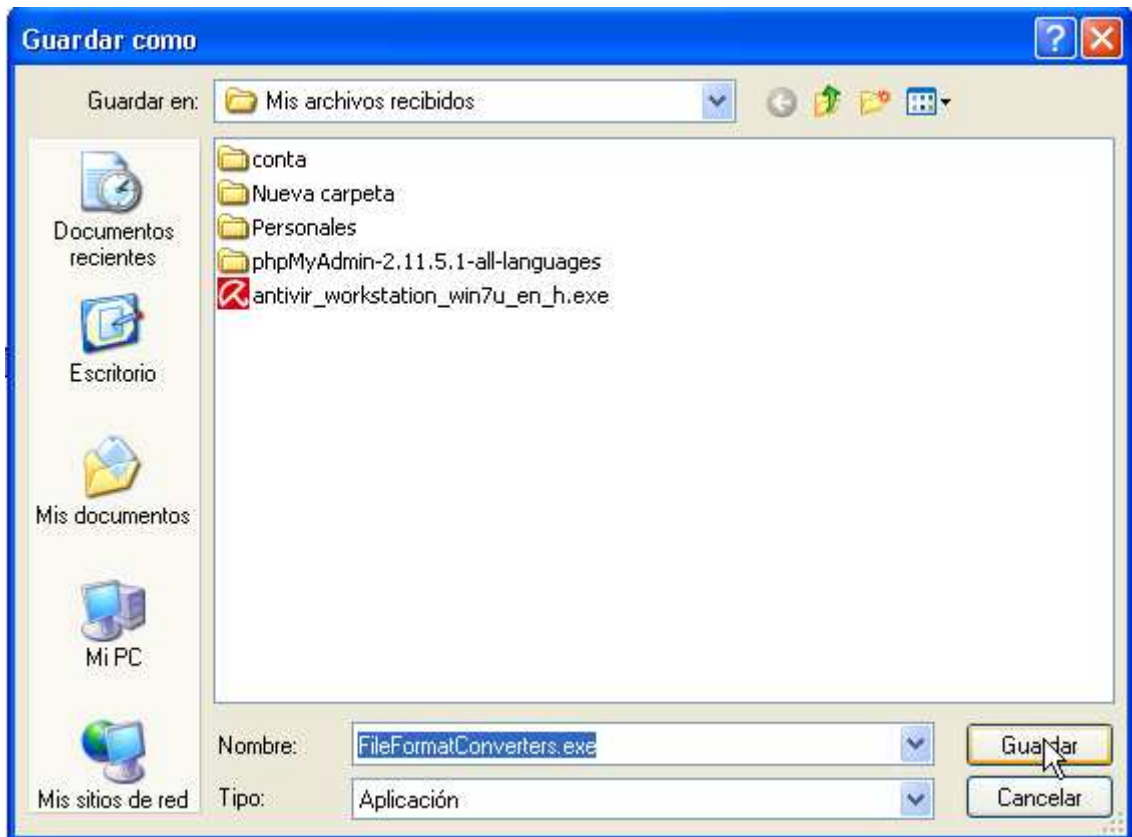 Guardar como
Guardar en:
Mis archivos recibidos
Documentos
recientes
Escritorio
Mis documentos
Mi PC
Mis sitios de red
conta
Nueva carpeta
Personales
phpMyAdmin-2.11.5.1-all-languages
antivir_workstation_win7u_en_h.exe
Nombre:
FileFormatConverters.exe
Guardar
Tipo:
Aplicación
Cancelar